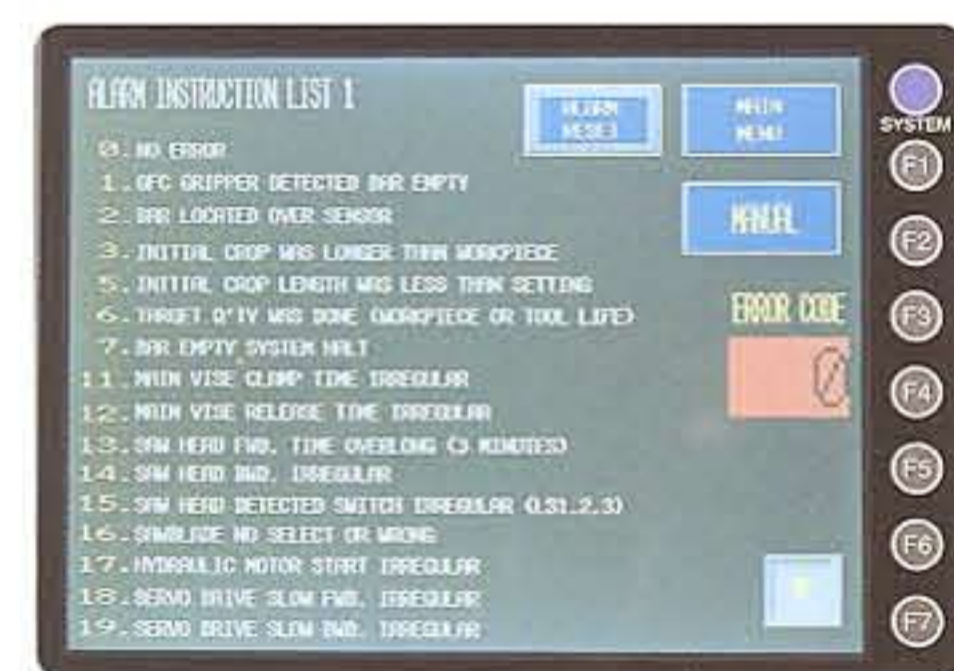 ALARM INSTRUCTION LIST 1
ALARM RESET
MAIN MENU
0. NO ERROR
1. GFC GRIPPER DETECTED BAR EMPTY
2. BAR LOCATED OVER SENSOR
3. INITIAL CROP WAS LONGER THAN WORKPIECE
5. INITIAL CROP LENGTH WAS LESS THAN SETTING
6. TARGET Q'TY WAS DONE (WORKPIECE OR TOOL LIFE)
7. BAR EMPTY SYSTEM HALT
11. MAIN VISE CLAMP TIME IRREGULAR
12. MAIN VISE RELEASE TIME IRREGULAR
13. SAW HEAD FWD. TIME OVERLONG (3 MINUTES)
14. SAW HEAD BWD. IRREGULAR
15. SAW HEAD DETECTED SWITCH IRREGULAR (LS1.2.3)
16. SAWBLADE NO SELECT OR WRONG
17. HYDRAULIC MOTOR START IRREGULAR
18. SERVO DRIVE SLOW FWD. IRREGULAR
19. SERVO DRIVE SLOW BWD. IRREGULAR
MANUAL
ERROR CODE
0
SYSTEM
F1
F2
F3
F4
F5
F6
F7